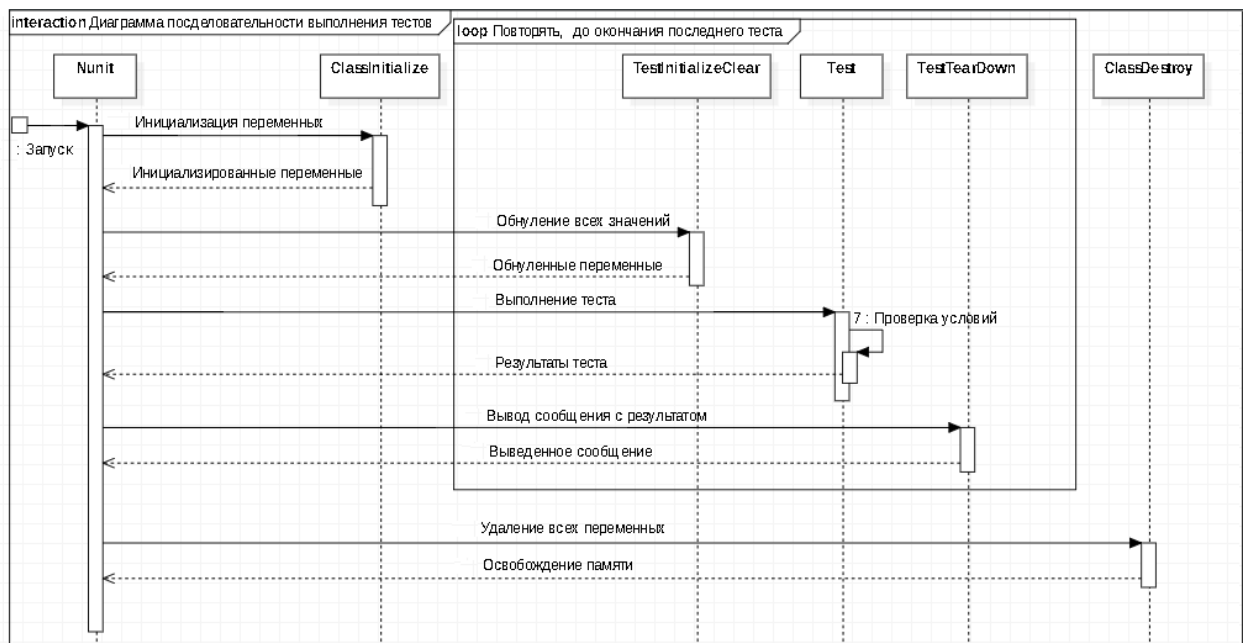 interaction Диаграмма посделовательности выполнения тестов
loop Повторять, до окончания последнего теста
Nunit
ClassInitialize
TestInitializeClear
Test
TestTearDown
ClassDestroy
: Запуск
Инициализация переменных
Инициализированные переменные
Обнуление всех значений
Обнуленные переменные
Выполнение теста
7 : Проверка условий
Результаты теста
Вывод сообщения с результатом
Выведенное сообщение
Удаление всех переменных
Освобождение памяти